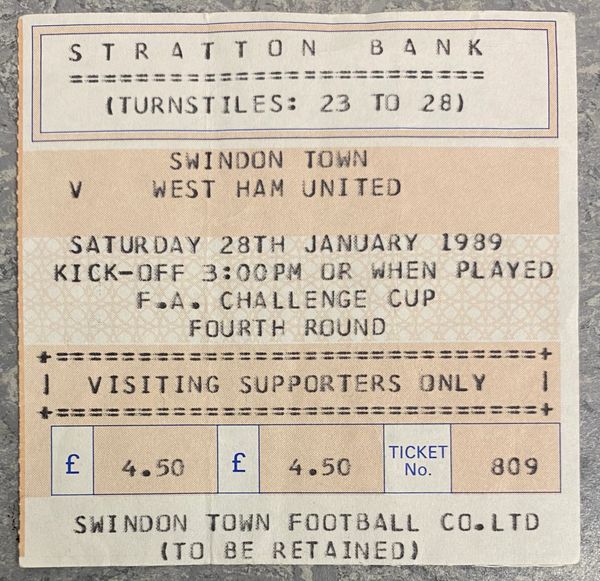 STRATTON BANK
==========================
(TURNSTILES: 23 TO 28)
SWINDON TOWN
V WEST HAM UNITED
SATURDAY 28TH JANUARY 1989
KICK-OFF 3:00PM OR WHEN PLAYED
F.A. CHALLENGE CUP
FOURTH ROUND
+==============================+
| VISITING SUPPORTERS ONLY |
+==============================+
£ 4.50 £ 4.50 TICKET No. 809
SWINDON TOWN FOOTBALL CO.LTD
(TO BE RETAINED)